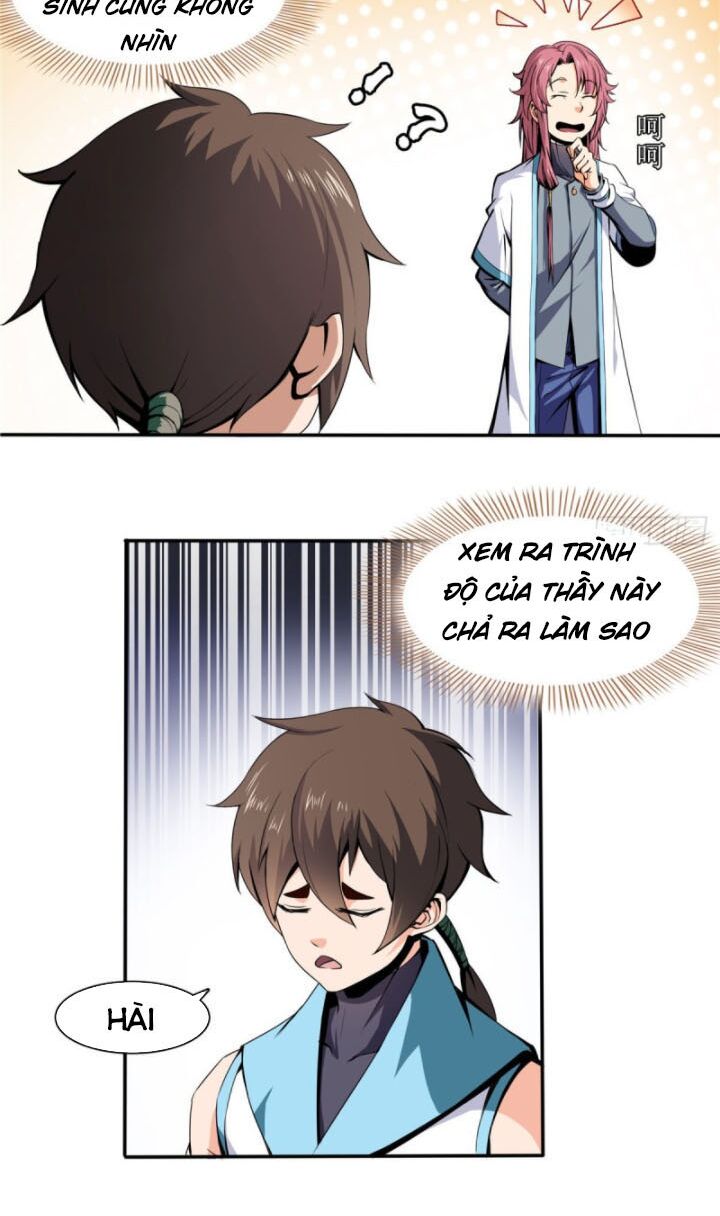 SINH CŨNG KHÔNG
NHÌN
? ?
呵
呵
XEM RA TRÌNH
ĐỘ CỦA THẦY NÀY
CHẢ RA LÀM SAO
HÀI